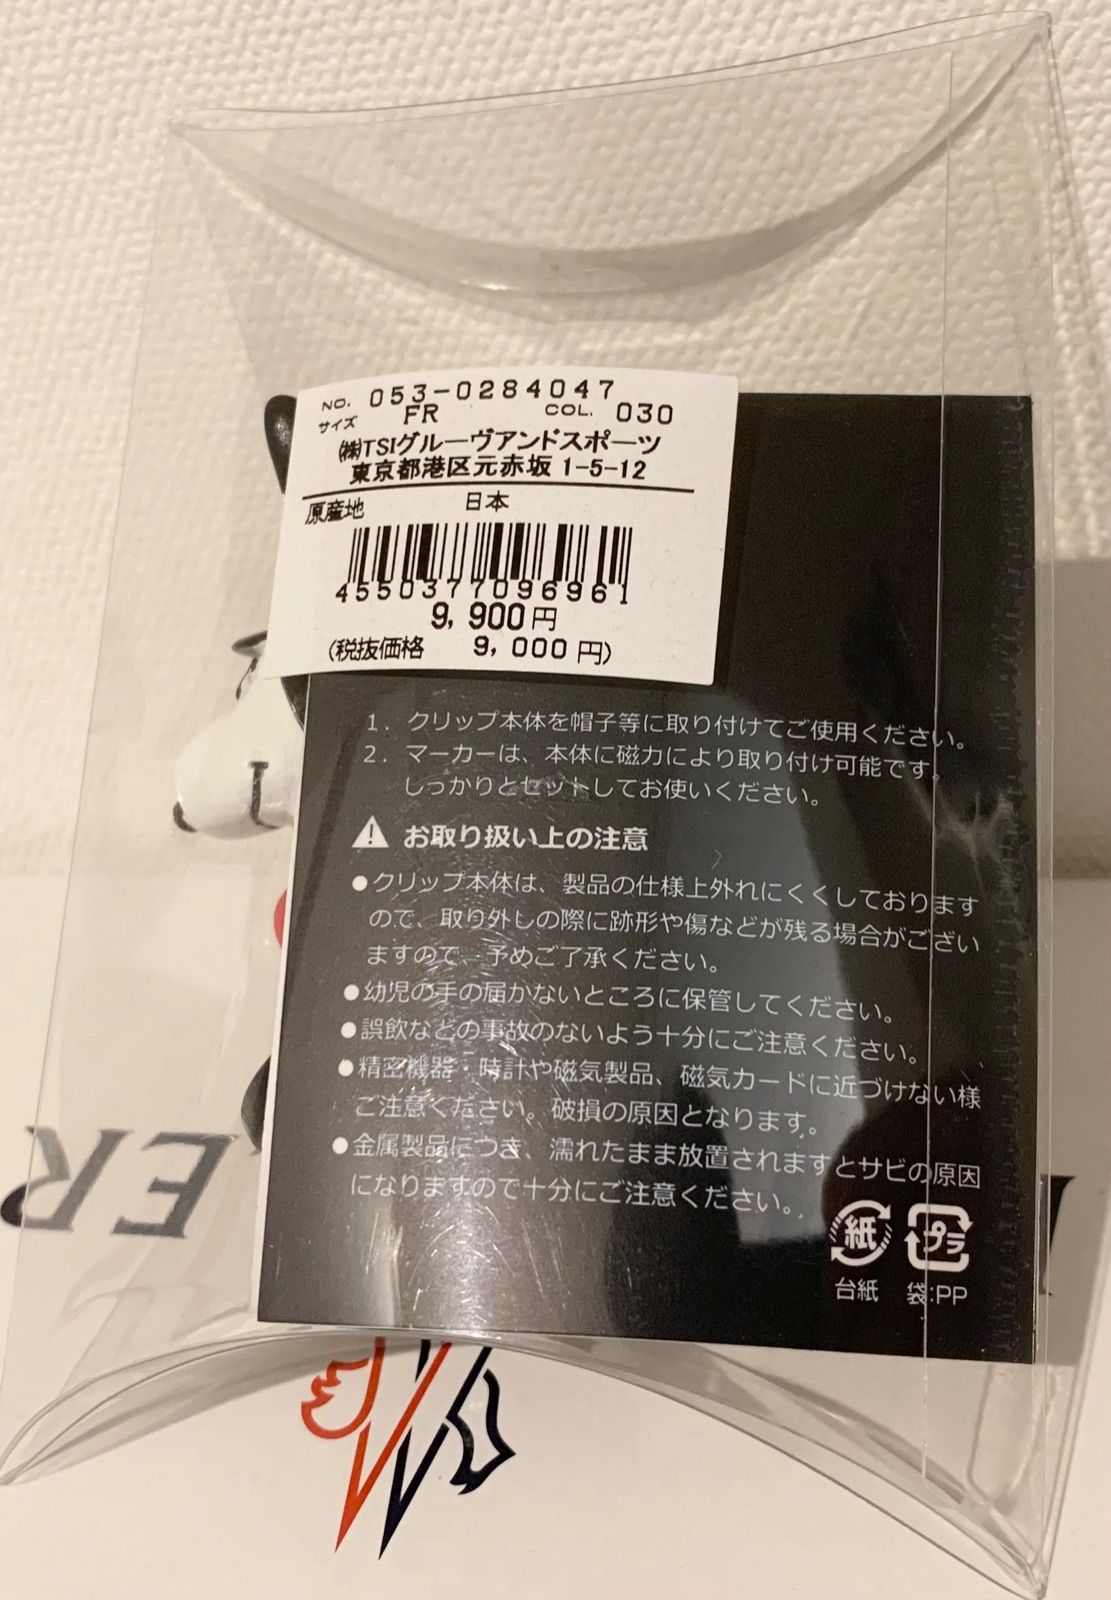 NO. 053-0284047
サイズ FR COL. 030
㈱TSIグルーヴアンドスポーツ
東京都港区元赤坂 1-5-12
原産地 日本
4550377096961
9,900円
(税抜価格 9,000円)
1. クリップ本体を帽子等に取り付けてご使用ください。
2. マーカーは、本体に磁力により取り付け可能です。
しっかりとセットしてお使いください。
お取り扱い上の注意
●クリップ本体は、製品の仕様上外れにくくしております
ので、取り外しの際に跡形や傷などが残る場合がござい
ますので、予めご了承ください。
●幼児の手の届かないところに保管してください。
●誤飲などの事故のないよう十分にご注意ください。
●精密機器・時計や磁気製品、磁気カードに近づけない様
ご注意ください。破損の原因となります。
●金属製品につき、濡れたまま放置されますとサビの原因
になりますので十分にご注意ください。
紙 プラ
台紙 袋:PP
ER